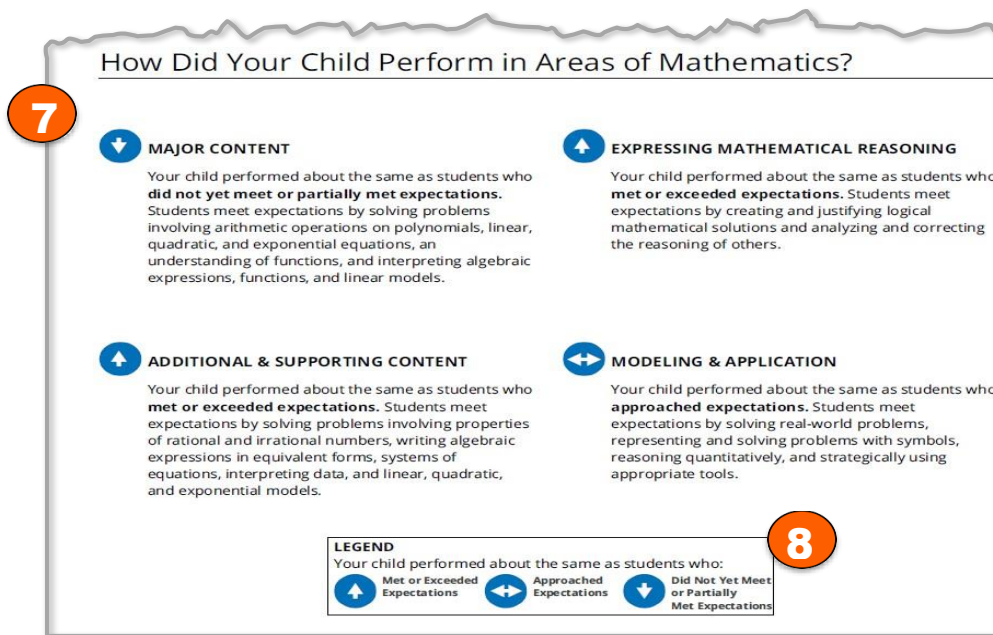 How Did Your Child Perform in Areas of Mathematics?
7
MAJOR CONTENT
Your child performed about the same as students who
did not yet meet or partially met expectations.
Students meet expectations by solving problems
involving arithmetic operations on polynomials, linear,
quadratic, and exponential equations, an
understanding of functions, and interpreting algebraic
expressions, functions, and linear models.
EXPRESSING MATHEMATICAL REASONING
Your child performed about the same as students who
met or exceeded expectations. Students meet
expectations by creating and justifying logical
mathematical solutions and analyzing and correcting
the reasoning of others.
ADDITIONAL & SUPPORTING CONTENT
Your child performed about the same as students who
met or exceeded expectations. Students meet
expectations by solving problems involving properties
of rational and irrational numbers, writing algebraic
expressions in equivalent forms, systems of
equations, interpreting data, and linear, quadratic,
and exponential models.
MODELING & APPLICATION
Your child performed about the same as students who
approached expectations. Students meet
expectations by solving real-world problems,
representing and solving problems with symbols,
reasoning quantitatively, and strategically using
appropriate tools.
8
LEGEND
Your child performed about the same as students who:
Met or Exceeded
Expectations
Approached
Expectations
Did Not Yet Meet
or Partially
Met Expectations